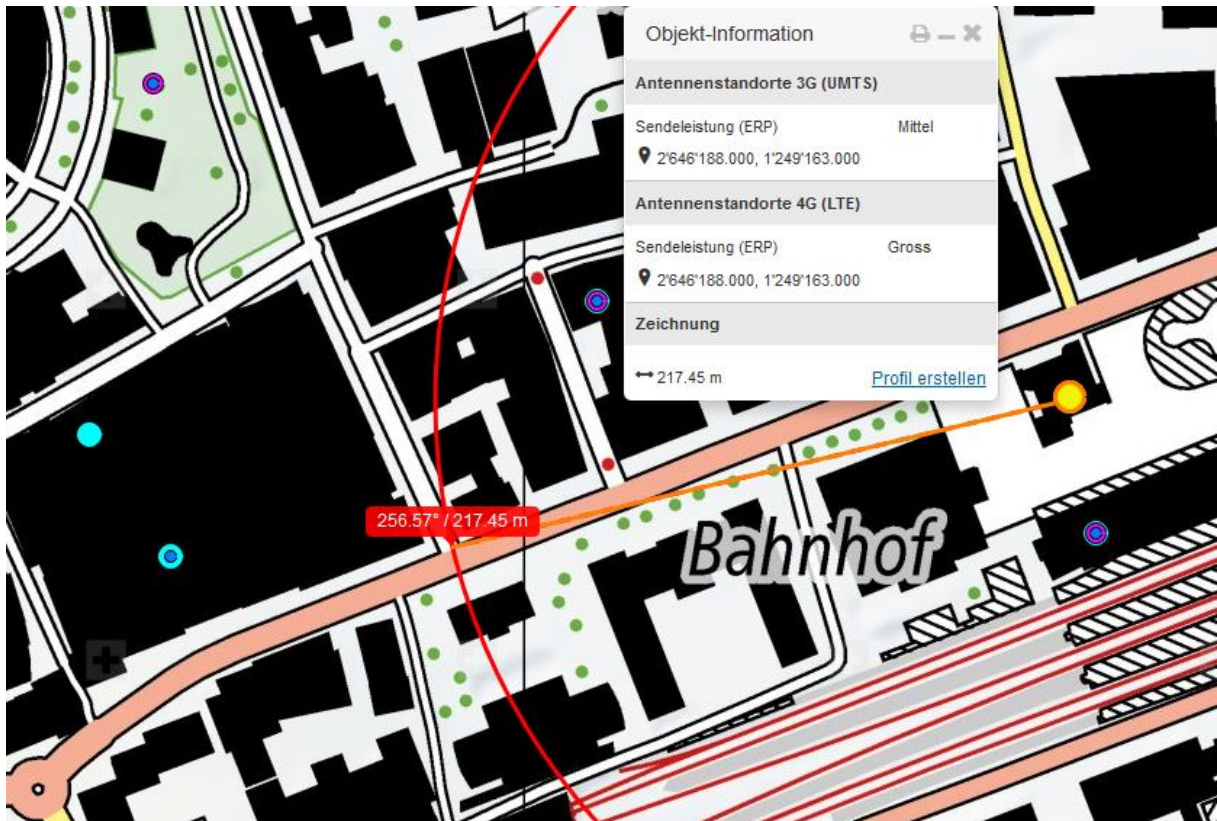 Objekt-Information
Antennenstandorte 3G (UMTS)
Sendeleistung (ERP) Mittel
2'646'188.000, 1'249'163.000
Antennenstandorte 4G (LTE)
Sendeleistung (ERP) Gross
2'646'188.000, 1'249'163.000
Zeichnung
217.45 m Profil erstellen
256.57° / 217.45 m
Bahnhof